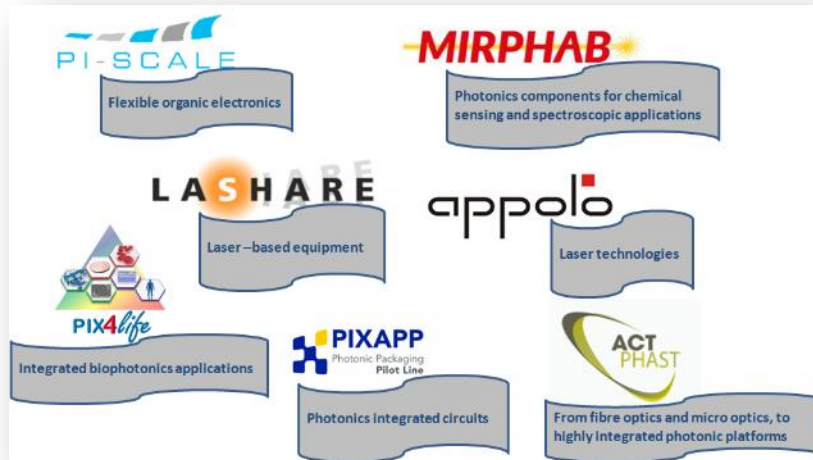 PI-SCALE
Flexible organic electronics
MIRPHAB
Photonics components for chemical
sensing and spectroscopic applications
LASHARE
Laser –based equipment
appolo
Laser technologies
PIX4life
Integrated biophotonics applications
PIXAPP
Photonic Packaging
Pilot Line
Photonics integrated circuits
ACT
PHAST
From fibre optics and micro optics, to
highly integrated photonic platforms